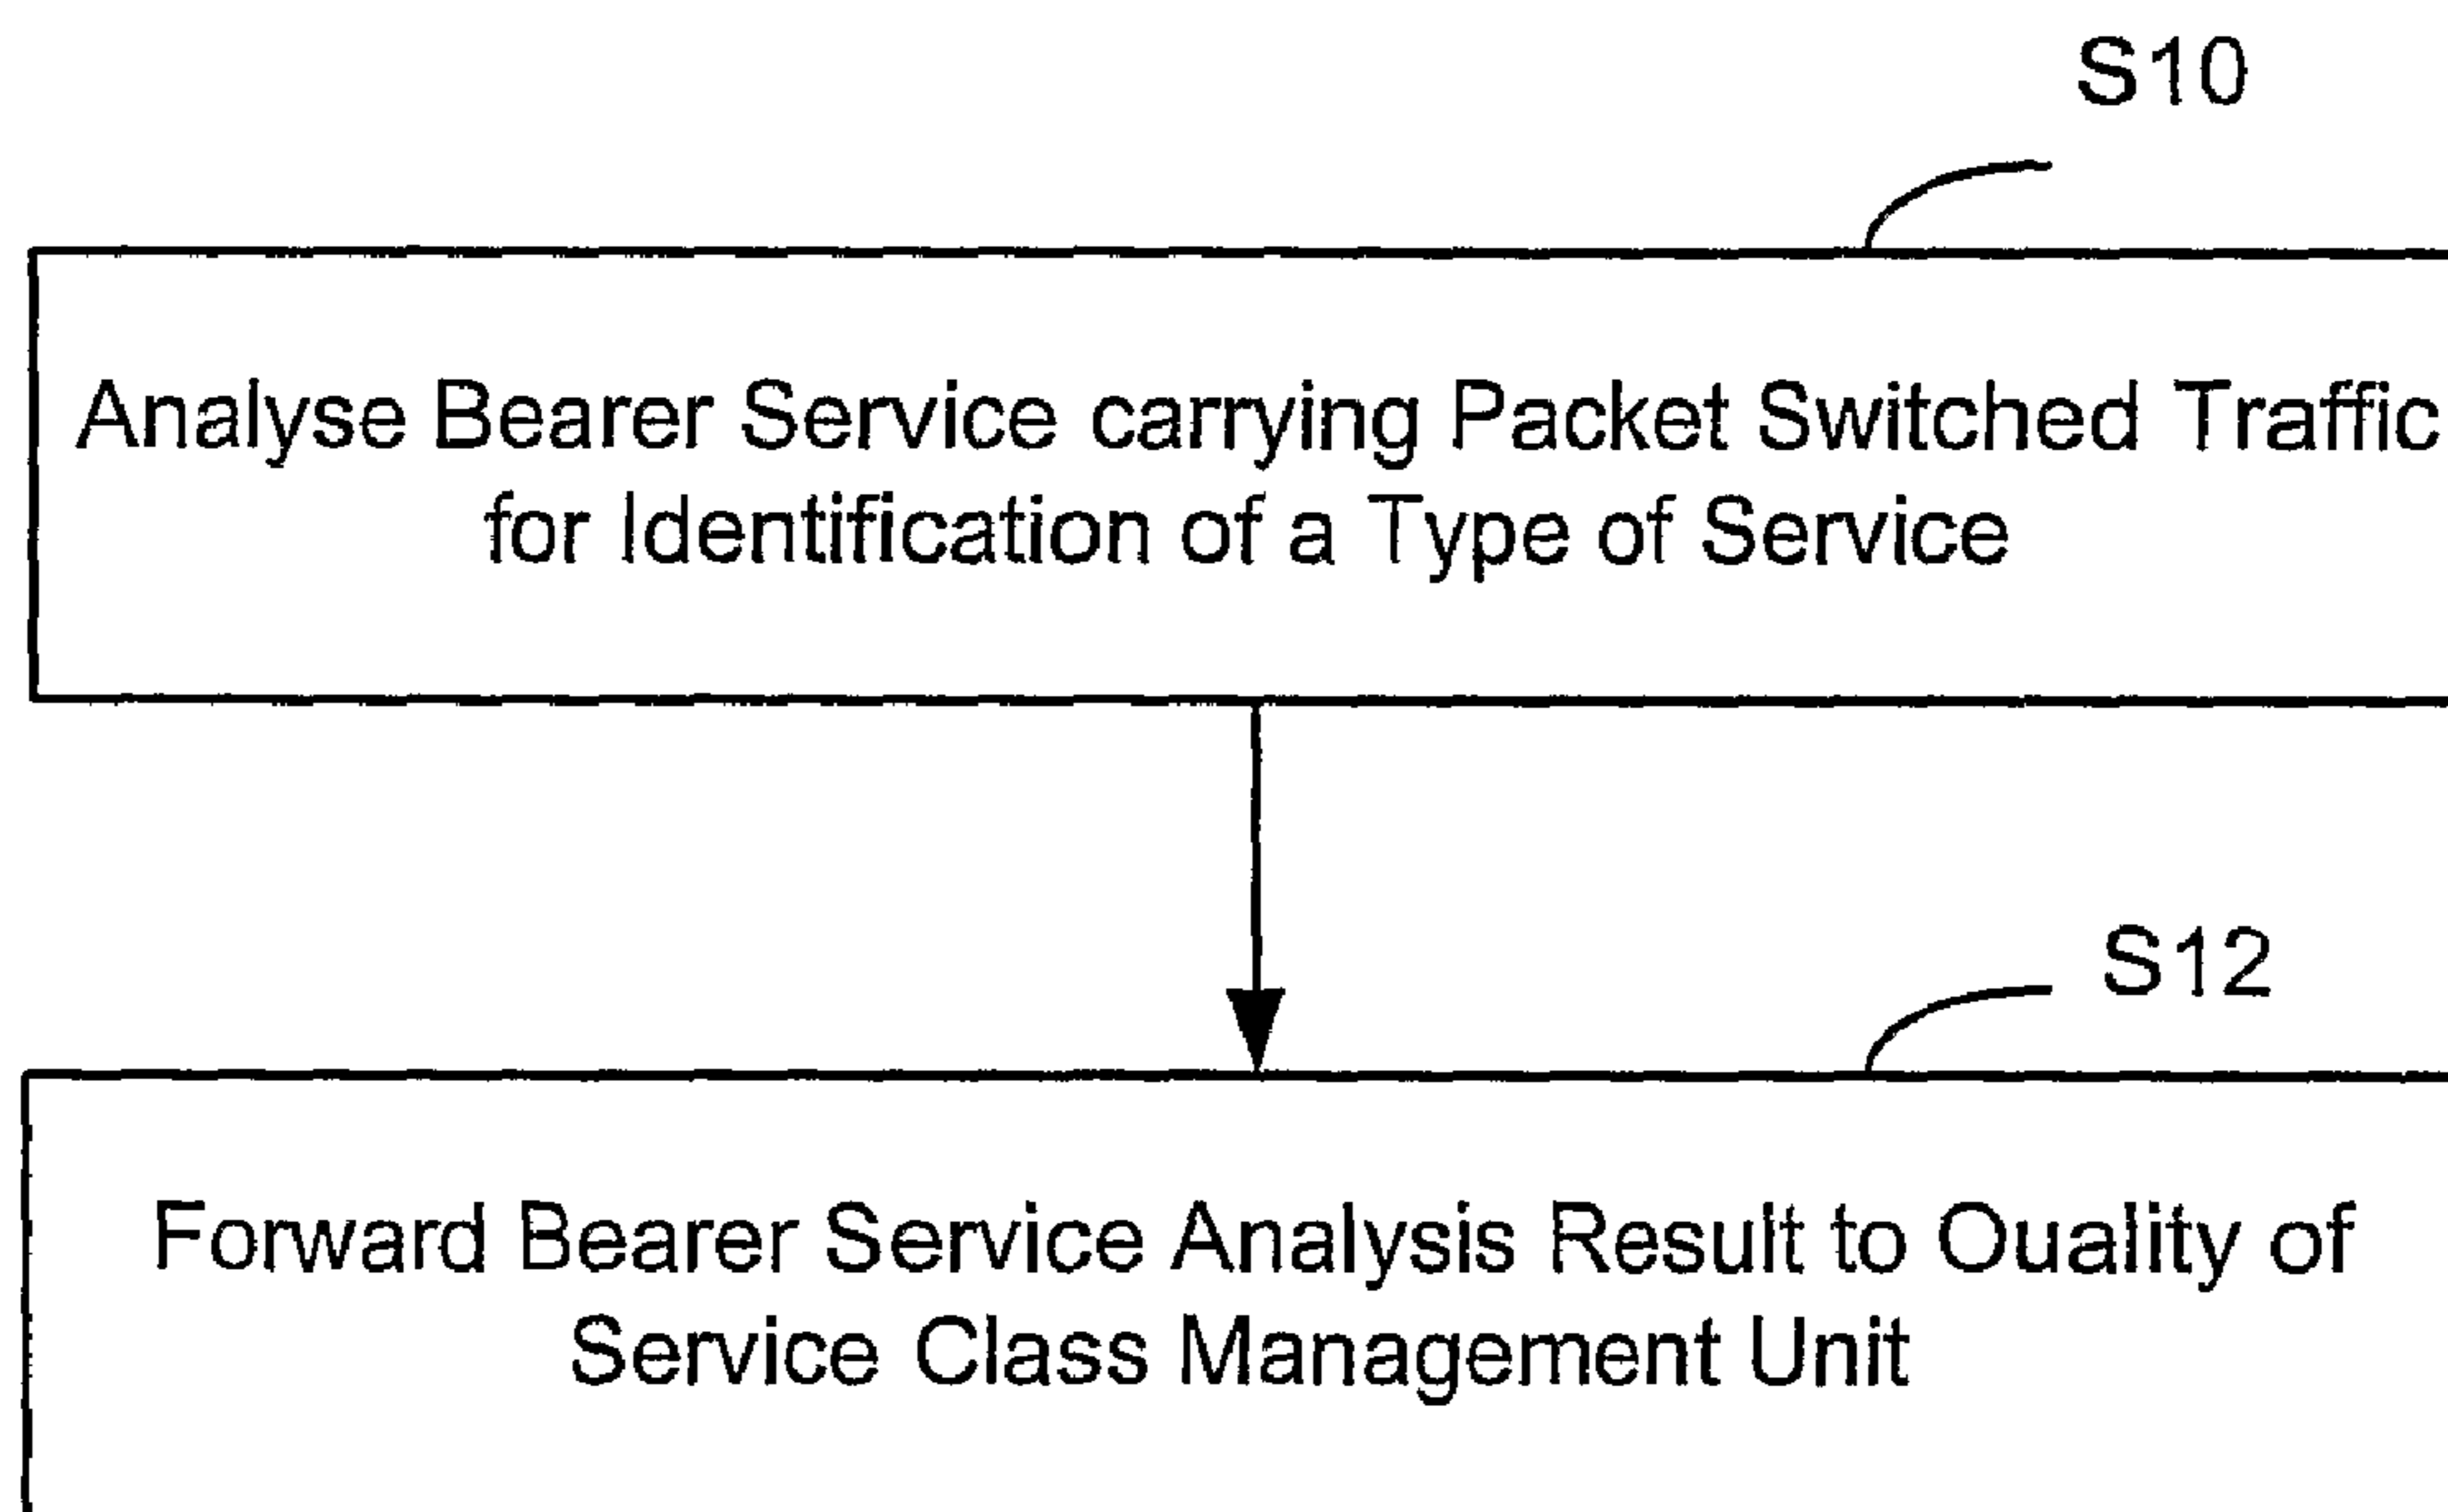 S10
Analyse Bearer Service carrying Packet Switched Traffic
for Identification of a Type of Service
S12
Forward Bearer Service Analysis Result to Ouality of
Service Class Management Unit